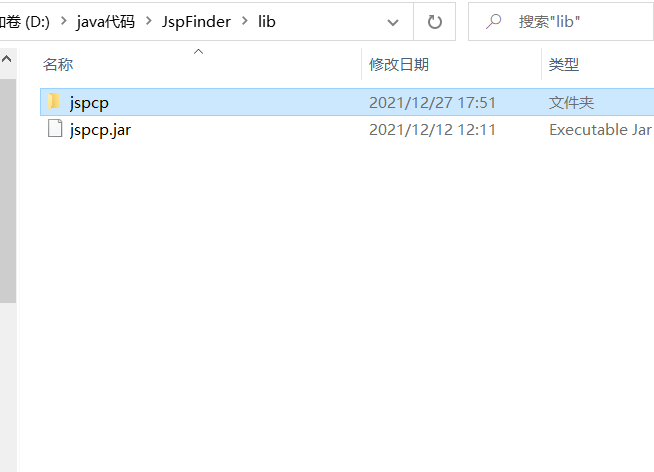 加卷 (D:) > java代码 > JspFinder > lib 搜索"lib"
名称 修改日期 类型
jspcp 2021/12/27 17:51 文件夹
jspcp.jar 2021/12/12 12:11 Executable Jar